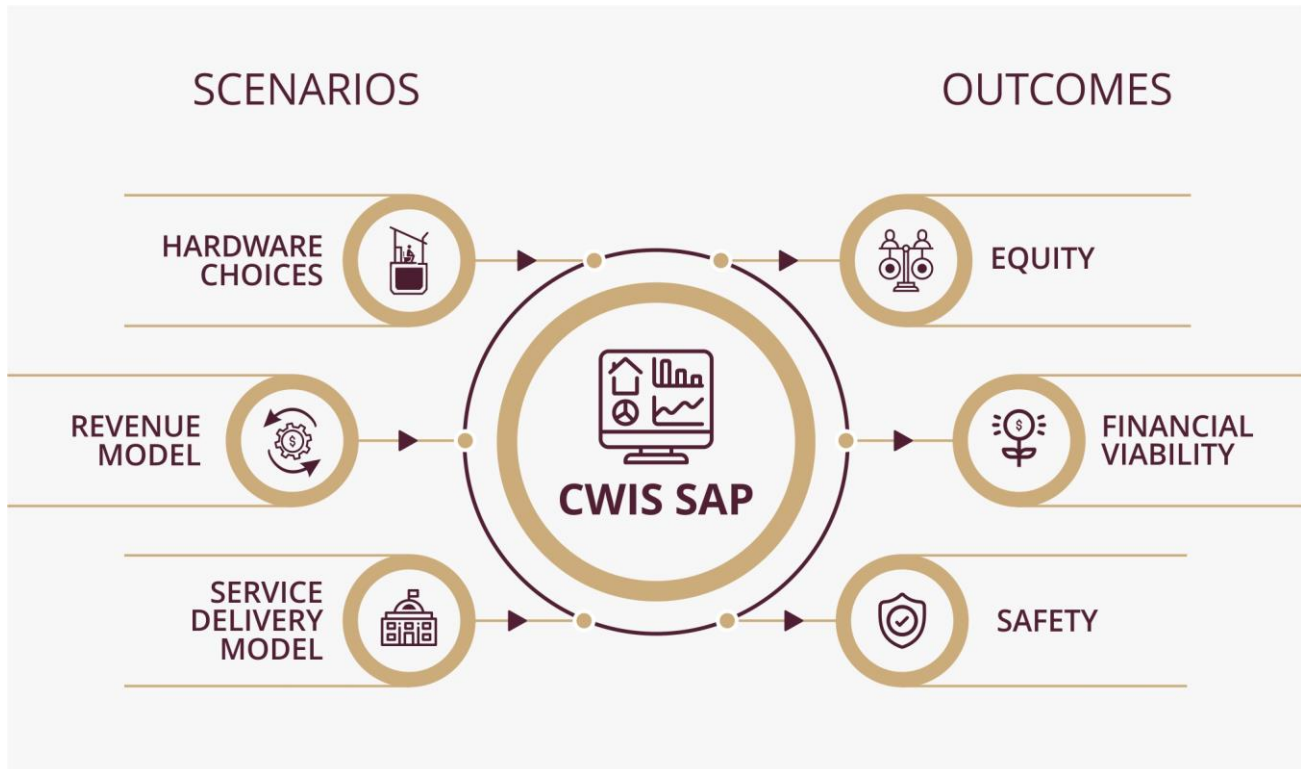 SCENARIOS
OUTCOMES
HARDWARE
CHOICES
EQUITY
REVENUE
MODEL
CWIS SAP
FINANCIAL
VIABILITY
SERVICE
DELIVERY
MODEL
SAFETY